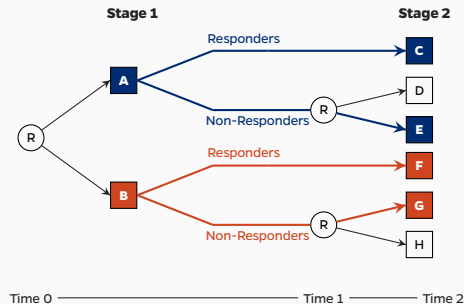 Stage 1 Stage 2
Responders
C
A
D
Non-Responders
R
E
R
Responders
F
B
G
Non-Responders
R
H
Time 0 Time 1 Time 2